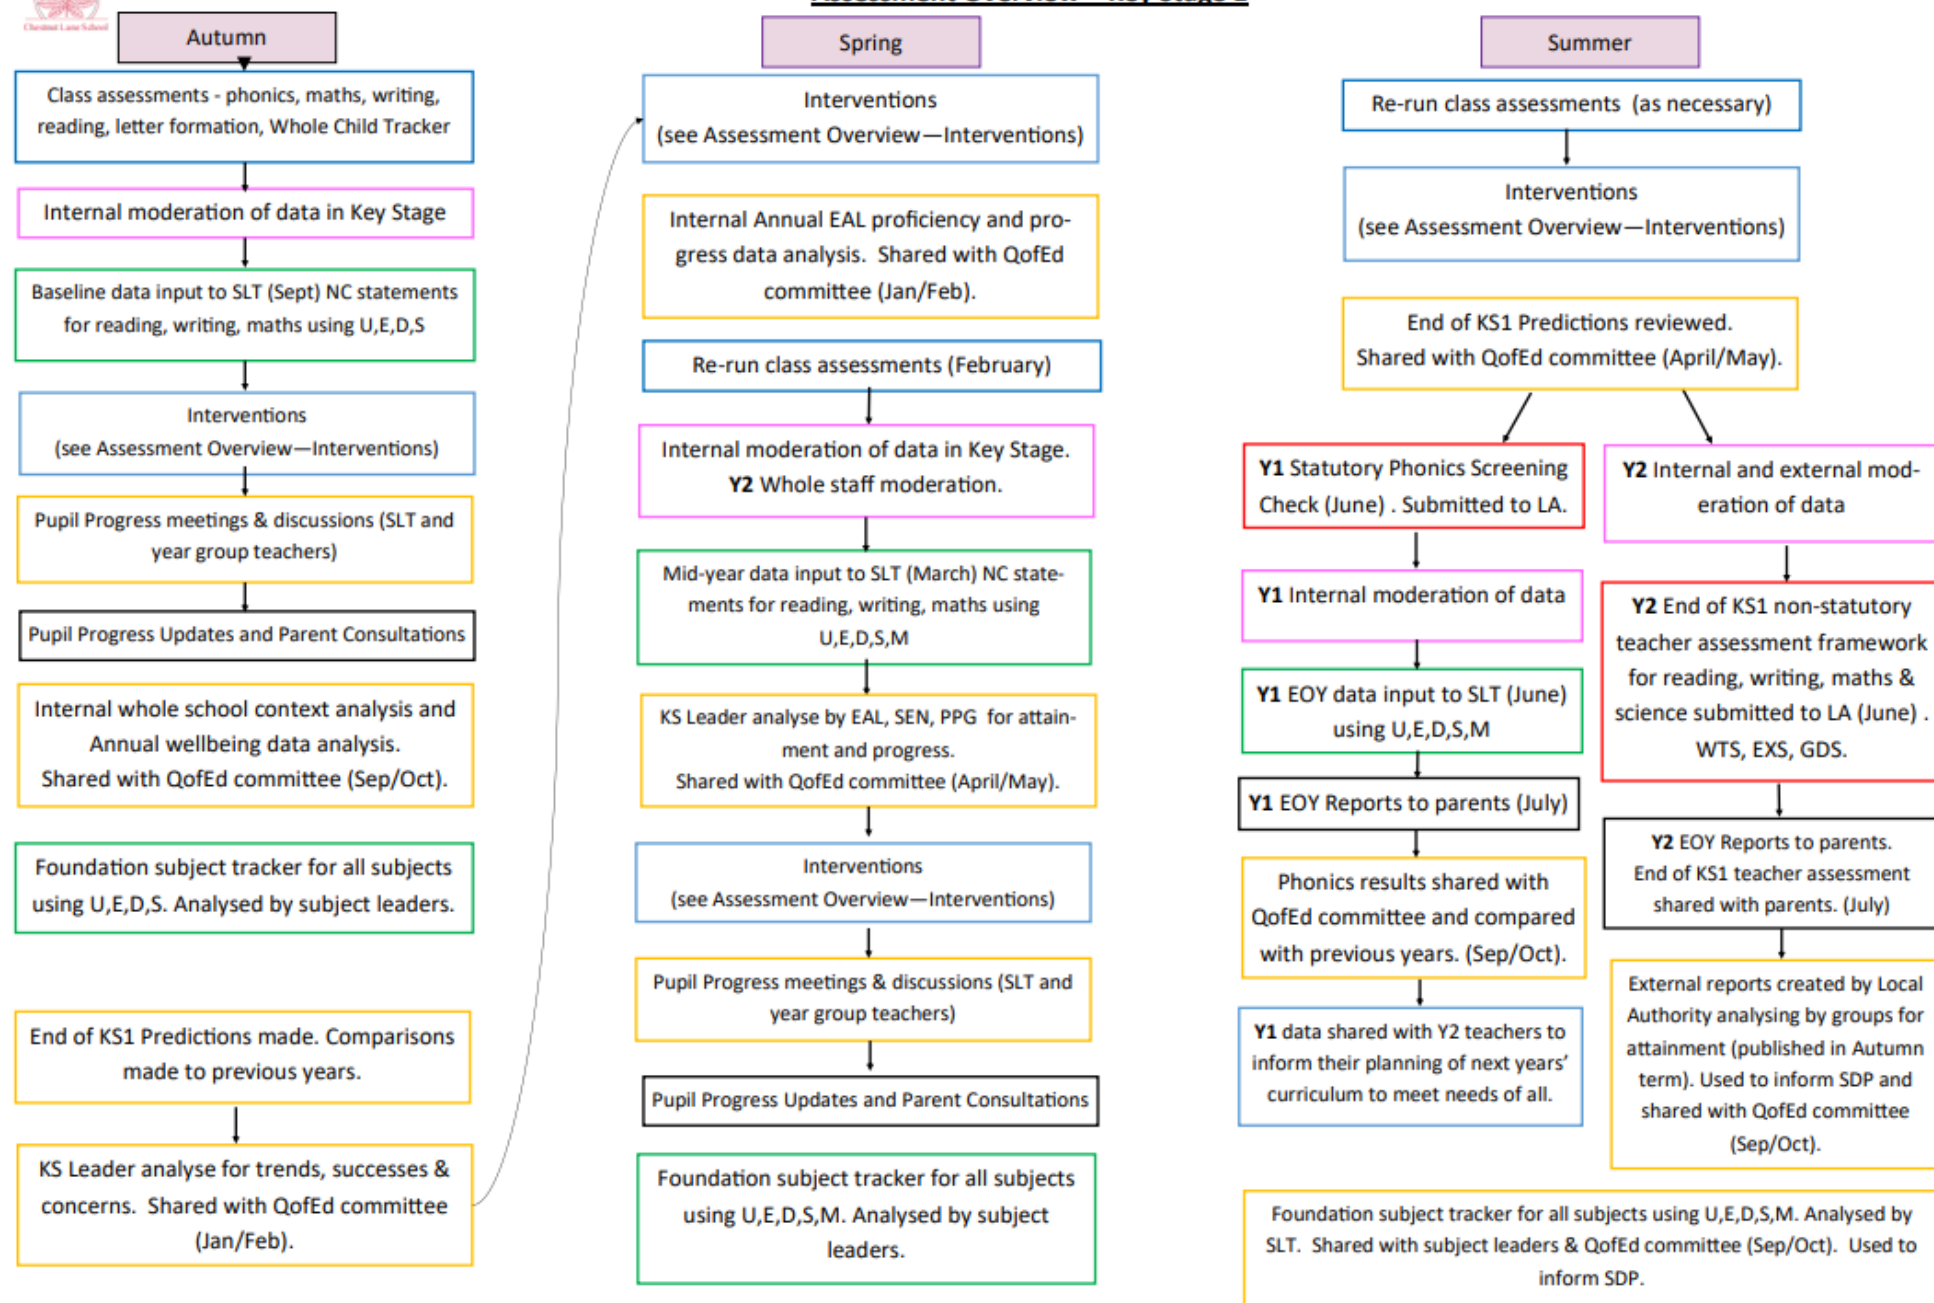 Chestnut Lane School
Autumn
Class assessments - phonics, maths, writing,
reading, letter formation, Whole Child Tracker
Internal moderation of data in Key Stage
Baseline data input to SLT (Sept) NC statements
for reading, writing, maths using U,E,D,S
Interventions
(see Assessment Overview—Interventions)
Pupil Progress meetings & discussions (SLT and
year group teachers)
Pupil Progress Updates and Parent Consultations
Internal whole school context analysis and
Annual wellbeing data analysis.
Shared with QofEd committee (Sep/Oct).
Foundation subject tracker for all subjects
using U,E,D,S. Analysed by subject leaders.
End of KS1 Predictions made. Comparisons
made to previous years.
KS Leader analyse for trends, successes &
concerns. Shared with QofEd committee
(Jan/Feb).
Spring
Interventions
(see Assessment Overview—Interventions)
Internal Annual EAL proficiency and pro-
gress data analysis. Shared with QofEd
committee (Jan/Feb).
Re-run class assessments (February)
Internal moderation of data in Key Stage.
Y2 Whole staff moderation.
Mid-year data input to SLT (March) NC state-
ments for reading, writing, maths using
U,E,D,S,M
KS Leader analyse by EAL, SEN, PPG for attain-
ment and progress.
Shared with QofEd committee (April/May).
Interventions
(see Assessment Overview—Interventions)
Pupil Progress meetings & discussions (SLT and
year group teachers)
Pupil Progress Updates and Parent Consultations
Foundation subject tracker for all subjects
using U,E,D,S,M. Analysed by subject
leaders.
Summer
Re-run class assessments (as necessary)
Interventions
(see Assessment Overview—Interventions)
End of KS1 Predictions reviewed.
Shared with QofEd committee (April/May).
Y1 Statutory Phonics Screening
Check (June) . Submitted to LA.
Y1 Internal moderation of data
Y1 EOY data input to SLT (June)
using U,E,D,S,M
Y1 EOY Reports to parents (July)
Phonics results shared with
QofEd committee and compared
with previous years. (Sep/Oct).
Y1 data shared with Y2 teachers to
inform their planning of next years’
curriculum to meet needs of all.
Y2 Internal and external mod-
eration of data
Y2 End of KS1 non-statutory
teacher assessment framework
for reading, writing, maths &
science submitted to LA (June) .
WTS, EXS, GDS.
Y2 EOY Reports to parents.
End of KS1 teacher assessment
shared with parents. (July)
External reports created by Local
Authority analysing by groups for
attainment (published in Autumn
term). Used to inform SDP and
shared with QofEd committee
(Sep/Oct).
Foundation subject tracker for all subjects using U,E,D,S,M. Analysed by
SLT. Shared with subject leaders & QofEd committee (Sep/Oct). Used to
inform SDP.